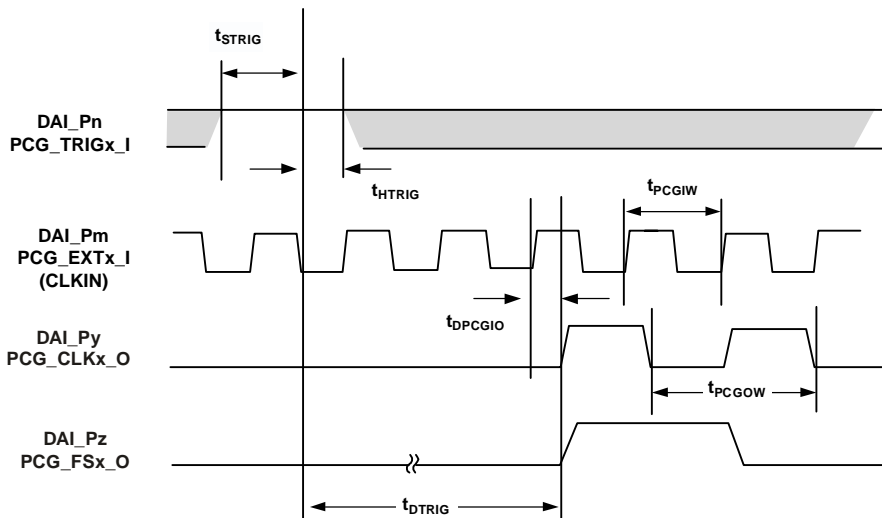 tSTRIG
DAI_Pn
PCG_TRIGx_I
tHTRIG
tPCGIW
DAI_Pm
PCG_EXTx_I
(CLKIN)
tDPCGIO
DAI_Py
PCG_CLKx_O
tPCGOW
DAI_Pz
PCG_FSx_O
tDTRIG